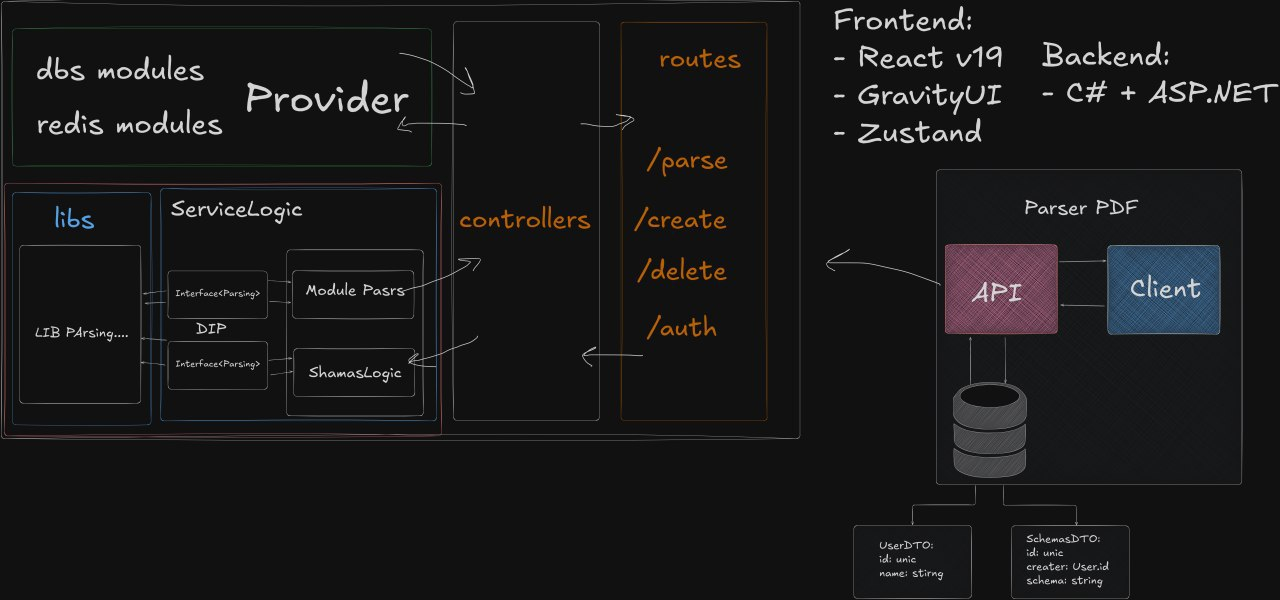 dbs modules
redis modules
Provider
libs
LIB PArsing....
ServiceLogic
Interface<Parsing>
DIP
Interface<Parsing>
Module Pasrs
ShamasLogic
controllers
routes
/parse
/create
/delete
/auth
Frontend:
- React v19
- GravityUI
- Zustand
Backend:
- C# + ASP.NET
Parser PDF
API
Client
UserDTO:
id: unic
name: stirng
SchemasDTO:
id: unic
creater: User.id
schema: string